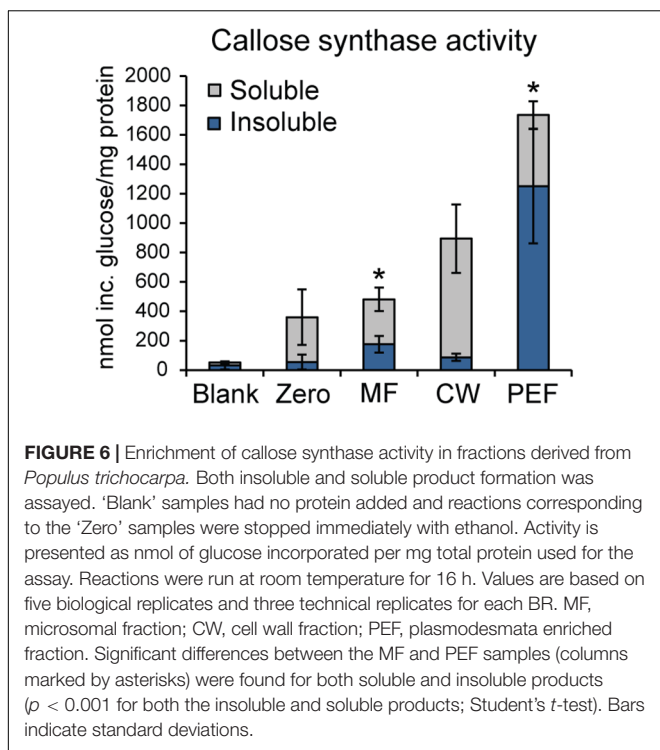 Callose synthase activity
nmol inc. glucose/mg protein
2000
1800
1600
1400
1200
1000
800
600
400
200
0
Soluble
Insoluble
*
*
Blank Zero MF CW PEF
FIGURE 6 | Enrichment of callose synthase activity in fractions derived from
Populus trichocarpa. Both insoluble and soluble product formation was
assayed. ‘Blank’ samples had no protein added and reactions corresponding
to the ‘Zero’ samples were stopped immediately with ethanol. Activity is
presented as nmol of glucose incorporated per mg total protein used for the
assay. Reactions were run at room temperature for 16 h. Values are based on
five biological replicates and three technical replicates for each BR. MF,
microsomal fraction; CW, cell wall fraction; PEF, plasmodesmata enriched
fraction. Significant differences between the MF and PEF samples (columns
marked by asterisks) were found for both soluble and insoluble products
(p < 0.001 for both the insoluble and soluble products; Student’s t-test). Bars
indicate standard deviations.